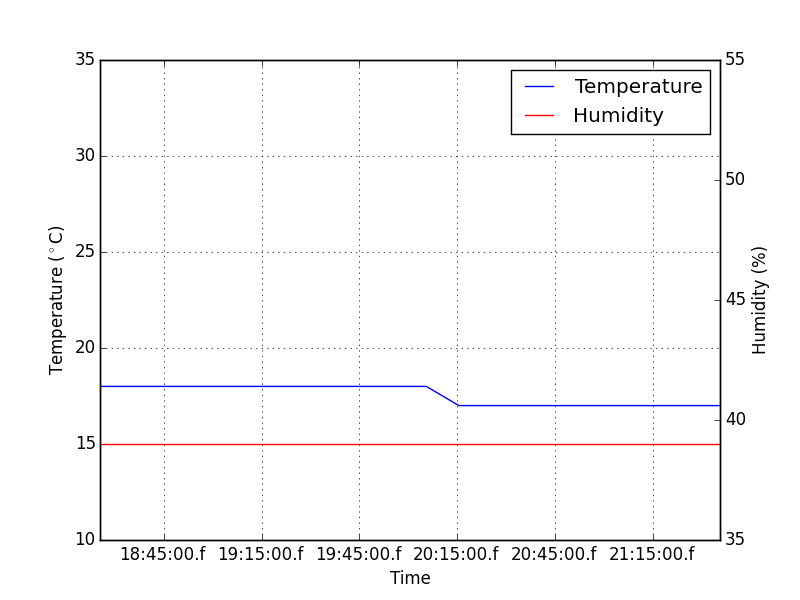 35
30
25
20
15
10
Temperature (°C)
55
50
45
40
35
Humidity (%)
Temperature
Humidity
18:45:00.f 19:15:00.f 19:45:00.f 20:15:00.f 20:45:00.f 21:15:00.f
Time